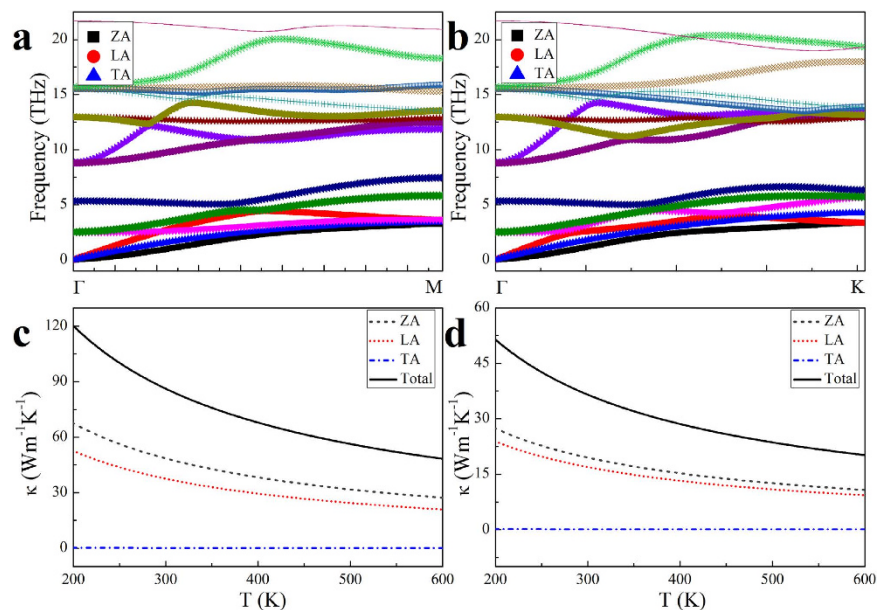 a
ZA
LA
TA
Frequency (THz)
20
15
10
5
0
Γ
M
b
ZA
LA
TA
Frequency (THz)
20
15
10
5
0
Γ
K
c
ZA
LA
TA
Total
κ (Wm⁻¹K⁻¹)
120
90
60
30
0
200
300
400
500
600
T (K)
d
ZA
LA
TA
Total
κ (Wm⁻¹K⁻¹)
60
45
30
15
0
200
300
400
500
600
T (K)